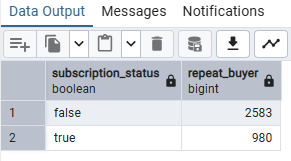 Data Output Messages Notifications
subscription_status repeat_buyer
boolean bigint
1 false 2583
2 true 980